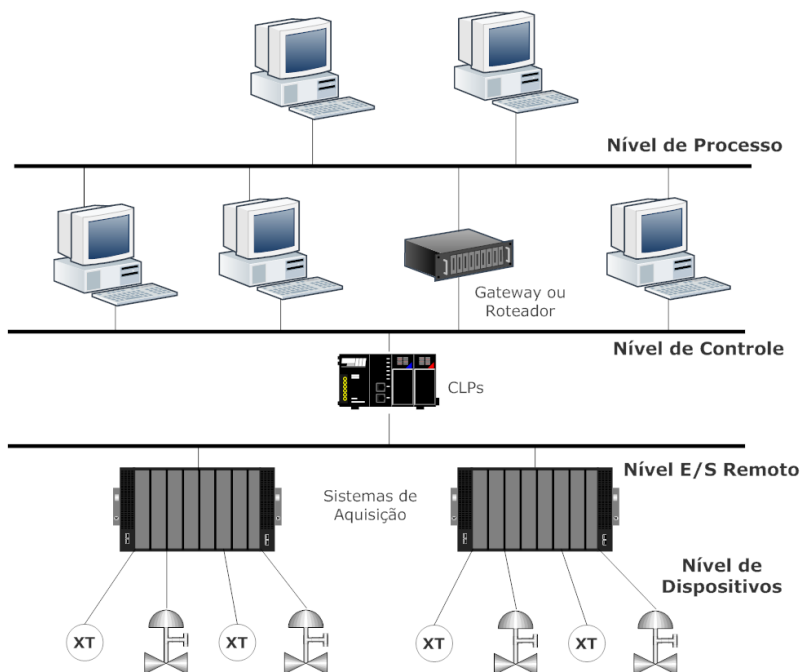 Nível de Processo
Gateway ou
Roteador
Nível de Controle
CLPs
Nível E/S Remoto
Sistemas de
Aquisição
Nível de
Dispositivos
XT
XT
XT
XT